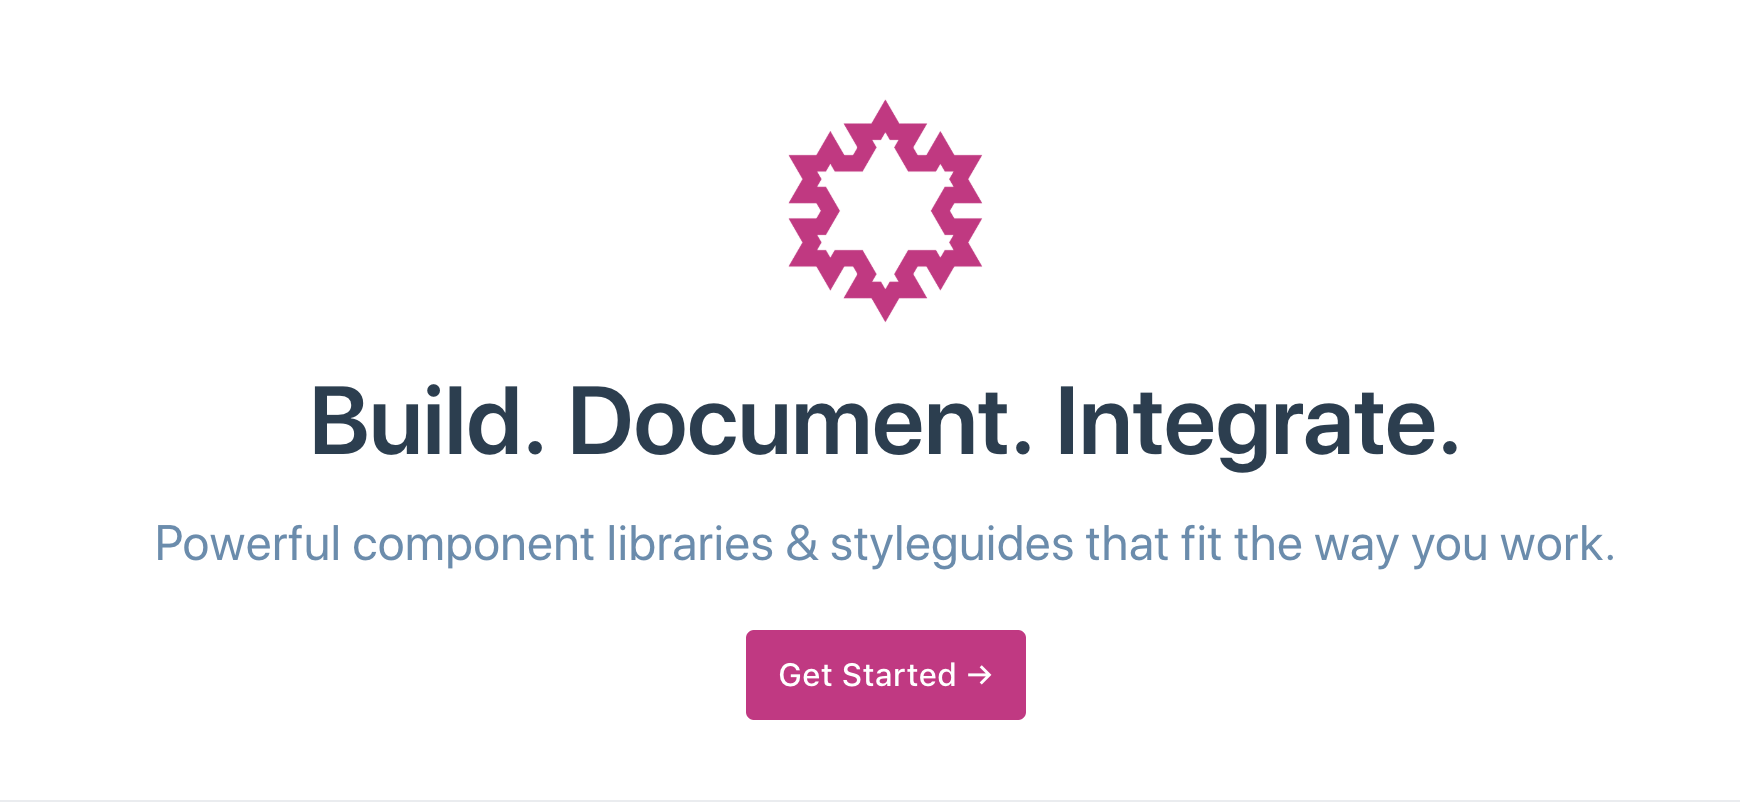 Build. Document. Integrate.
Powerful component libraries & styleguides that fit the way you work.
Get Started →